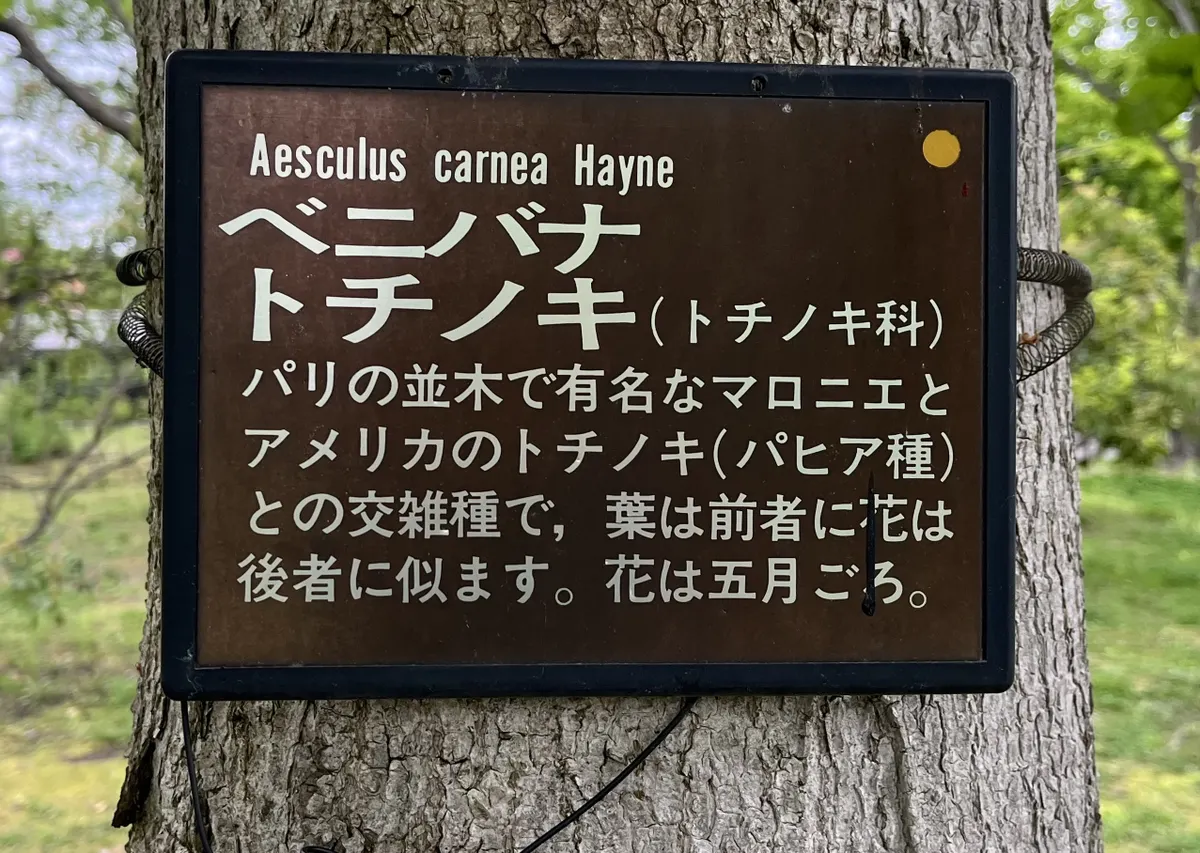 Aesculus carnea Hayne
ベニバナ
トチノキ(トチノキ科)
パリの並木で有名なマロニエと
アメリカのトチノキ(パヒア種)
との交雑種で, 葉は前者に花は
後者に似ます。花は五月ごろ。